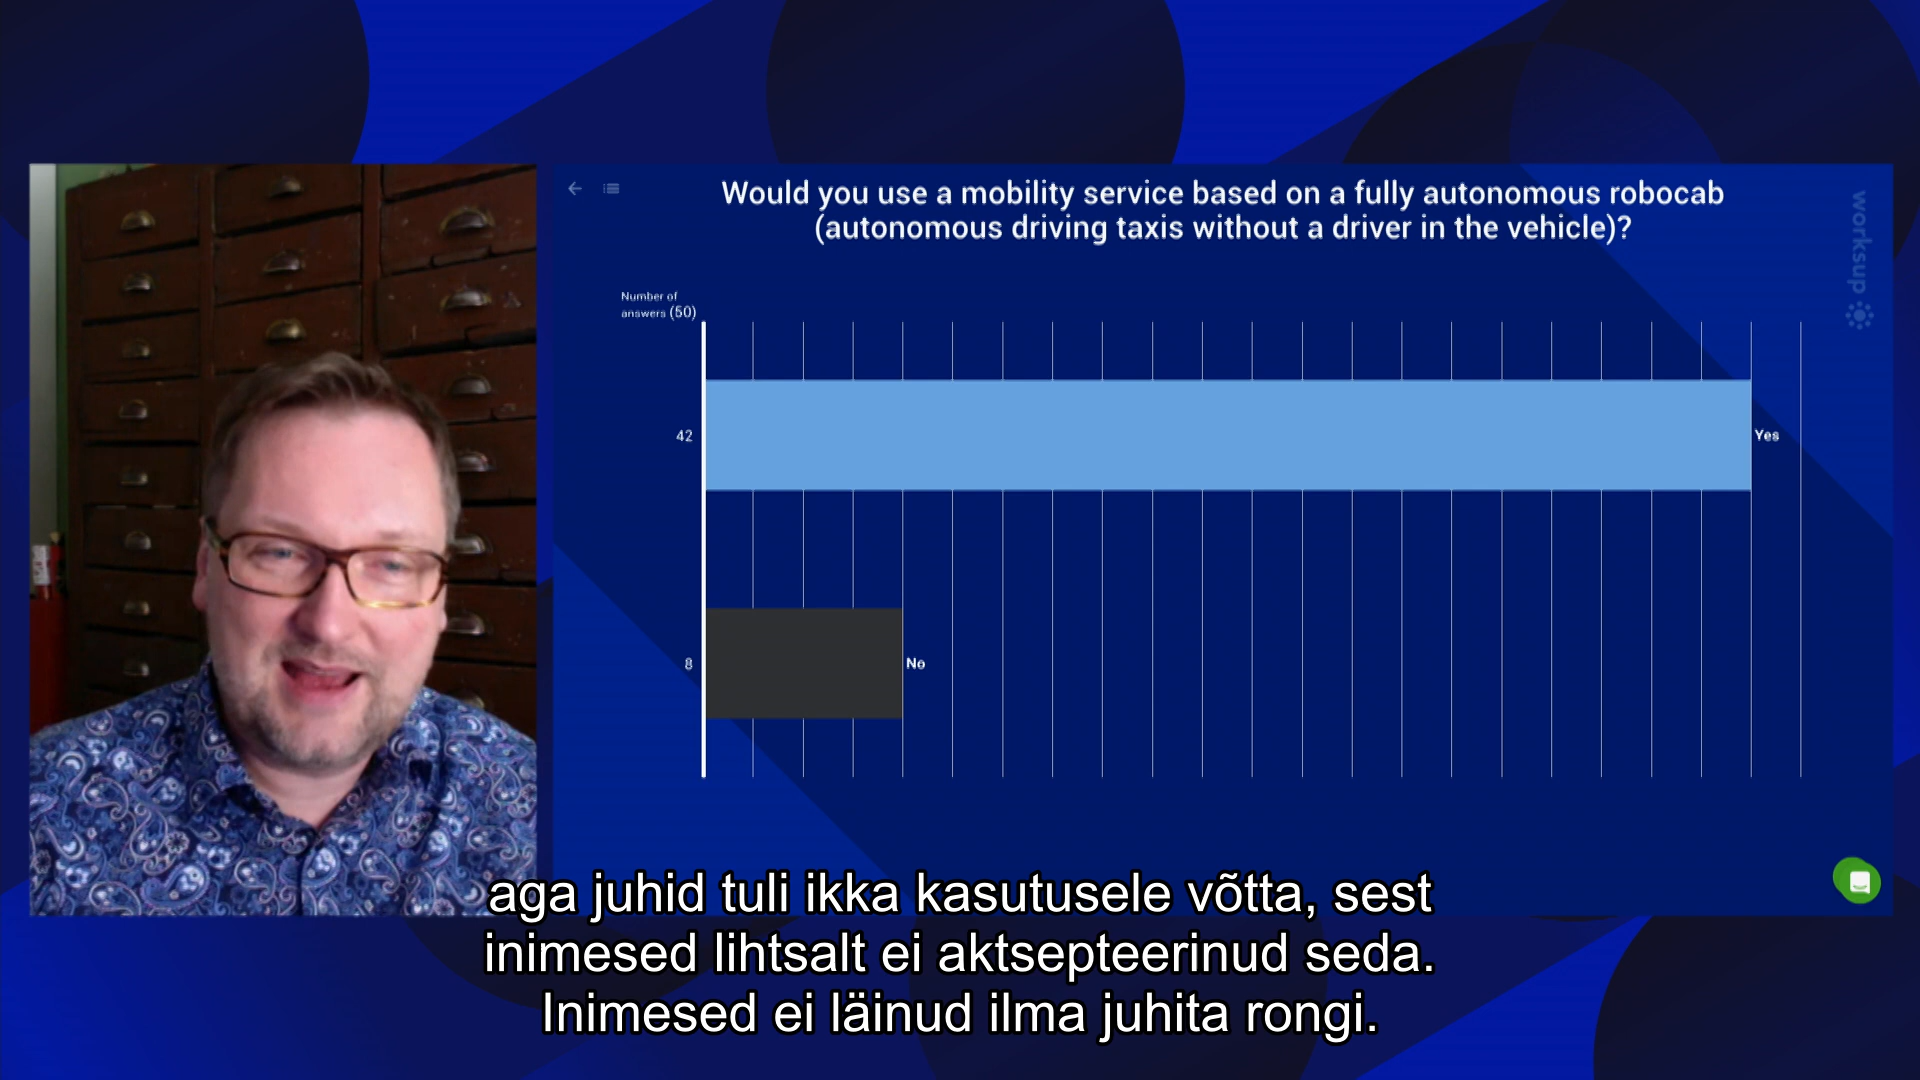 Would you use a mobility service based on a fully autonomous robocab
(autonomous driving taxis without a driver in the vehicle)?
worksup
Number of
answers (50)
42
Yes
8
No
aga juhid tuli ikka kasutusele võtta, sest
inimesed lihtsalt ei aktsepteerinud seda.
Inimesed ei läinud ilma juhita rongi.